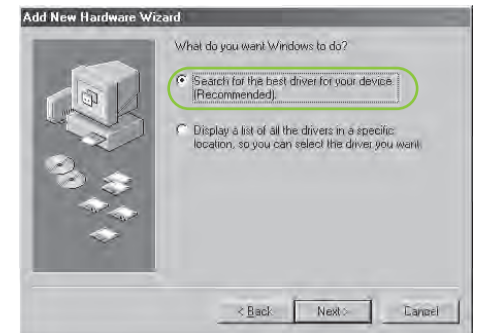 Add New Hardware Wizard
What do you want Windows to do?
Search for the best driver for your device
(Recommended).
Display a list of all the drivers in a specific
location, so you can select the driver you want.
< Back
Next >
Cancel